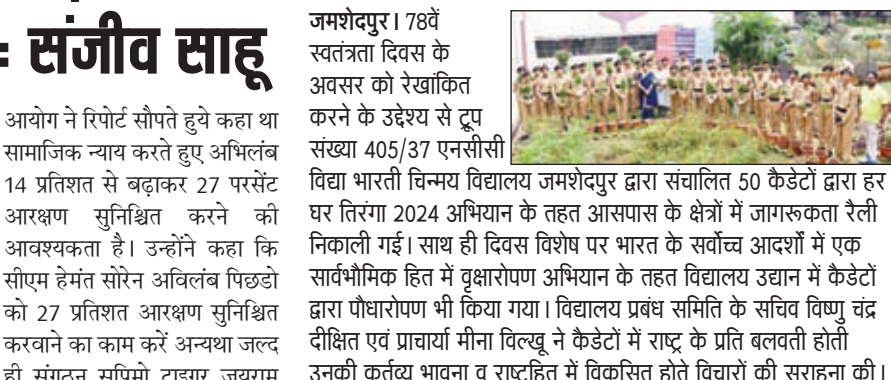 : संजीव साहू
आयोग ने रिपोर्ट सौपते हुये कहा था
सामाजिक न्याय करते हुए अभिलंब
14 प्रतिशत से बढ़ाकर 27 परसेंट
आरक्षण सुनिश्चित करने की
आवश्यकता है। उन्होंने कहा कि
सीएम हेमंत सोरेन अविलंब पिछडो
को 27 प्रतिशत आरक्षण सुनिश्चित
करवाने का काम करें अन्यथा जल्द
ही संगठन सुप्रिमो टाइगर जयराम
जमशेदपुर। 78वें
स्वतंत्रता दिवस के
अवसर को रेखांकित
करने के उद्देश्य से ट्रूप
संख्या 405/37 एनसीसी
विद्या भारती चिन्मय विद्यालय जमशेदपुर द्वारा संचालित 50 कैडेटों द्वारा हर
घर तिरंगा 2024 अभियान के तहत आसपास के क्षेत्रों में जागरूकता रैली
निकाली गई। साथ ही दिवस विशेष पर भारत के सर्वोच्च आदर्शों में एक
सार्वभौमिक हित में वृक्षारोपण अभियान के तहत विद्यालय उद्यान में कैडेटों
द्वारा पौधारोपण भी किया गया। विद्यालय प्रबंध समिति के सचिव विष्णु चंद्र
दीक्षित एवं प्राचार्या मीना विल्खू ने कैडेटों में राष्ट्र के प्रति बलवती होती
उनकी कर्तव्य भावना व राष्ट्रहित में विकसित होते विचारों की सराहना की।